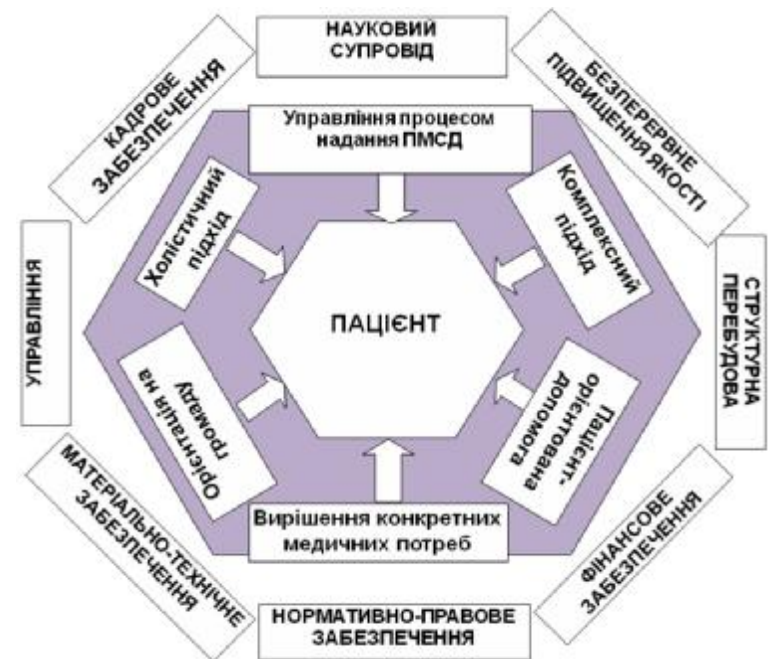 НАУКОВИЙ
СУПРОВІД
БЕЗПЕРЕРВНЕ
ПІДВИЩЕННЯ ЯКОСТІ
СТРУКТУРНА
ПЕРЕБУДОВА
ФІНАНСОВЕ
ЗАБЕЗПЕЧЕННЯ
НОРМАТИВНО-ПРАВОВЕ
ЗАБЕЗПЕЧЕННЯ
МАТЕРІАЛЬНО-ТЕХНІЧНЕ
ЗАБЕЗПЕЧЕННЯ
УПРАВЛІННЯ
КАДРОВЕ
ЗАБЕЗПЕЧЕННЯ
Управління процесом
надання ПМСД
Комплексний
підхід
Пацієнт-
орієнтована
допомога
Вирішення конкретних
медичних потреб
Орієнтація на
громаду
Холістичний
підхід
ПАЦІЄНТ